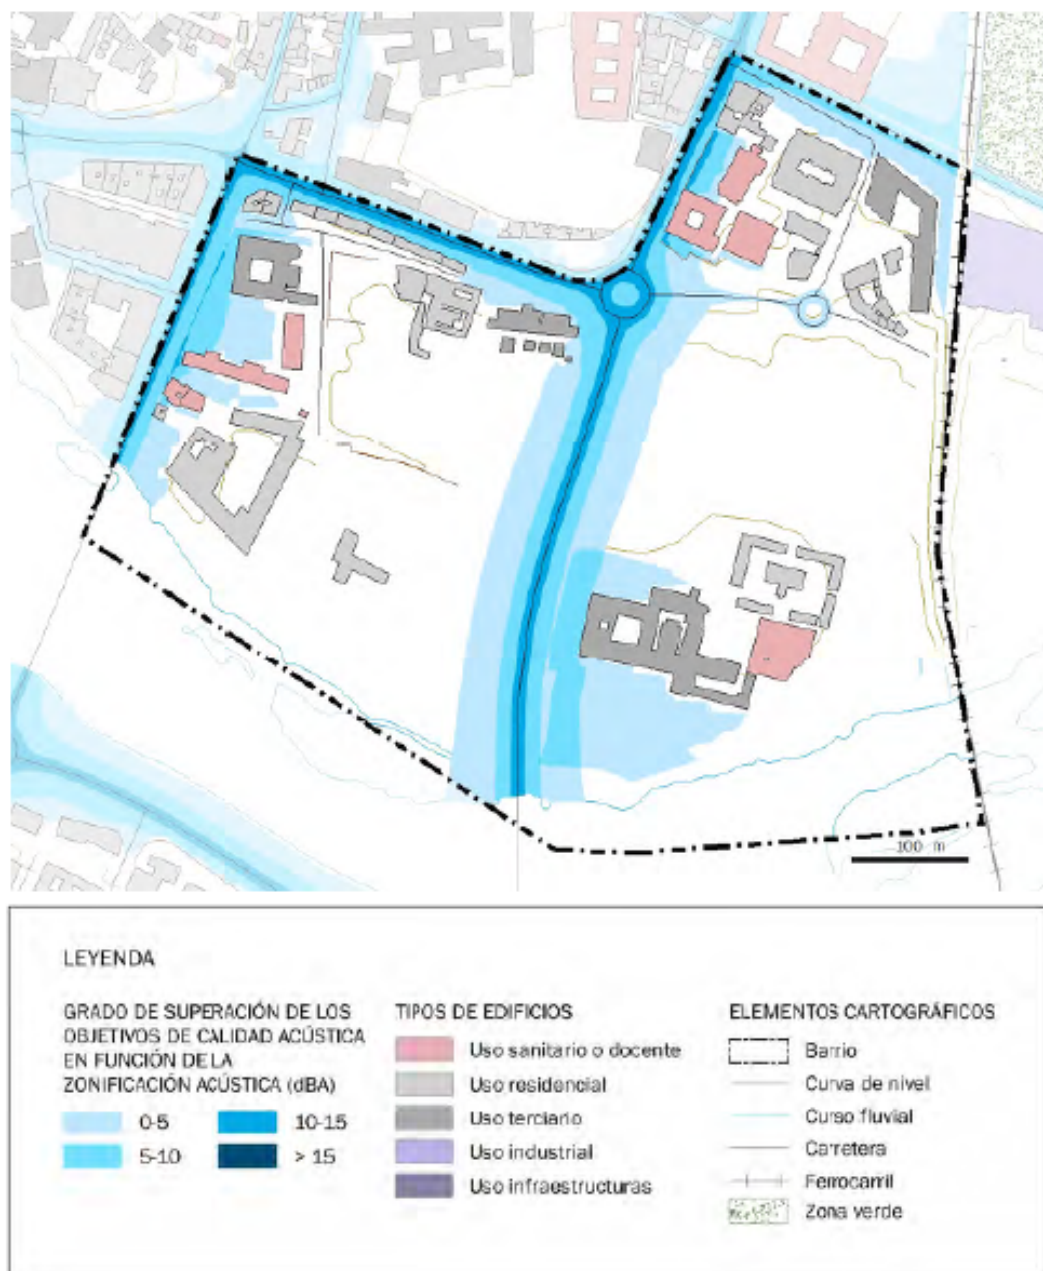 100 m
LEYENDA
GRADO DE SUPERACIÓN DE LOS
OBJETIVOS DE CALIDAD ACÚSTICA
EN FUNCIÓN DE LA
ZONIFICACIÓN ACÚSTICA (dBA)
0-5
10-15
5-10
> 15
TIPOS DE EDIFICIOS
Uso sanitario o docente
Uso residencial
Uso terciario
Uso industrial
Uso infraestructuras
ELEMENTOS CARTOGRÁFICOS
Barrio
Curva de nivel
Curso fluvial
Carretera
Ferrocarril
Zona verde